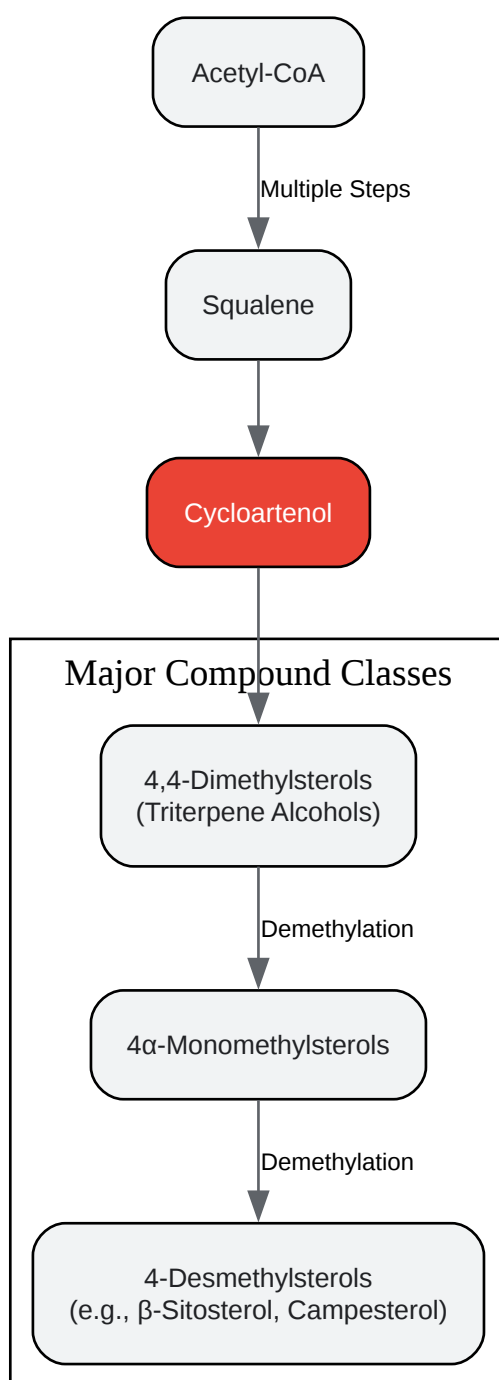 Acetyl-CoA
Multiple Steps
Squalene
Cycloartenol
Major Compound Classes
4,4-Dimethylsterols
(Triterpene Alcohols)
Demethylation
4α-Monomethylsterols
Demethylation
4-Desmethylsterols
(e.g., β-Sitosterol, Campesterol)